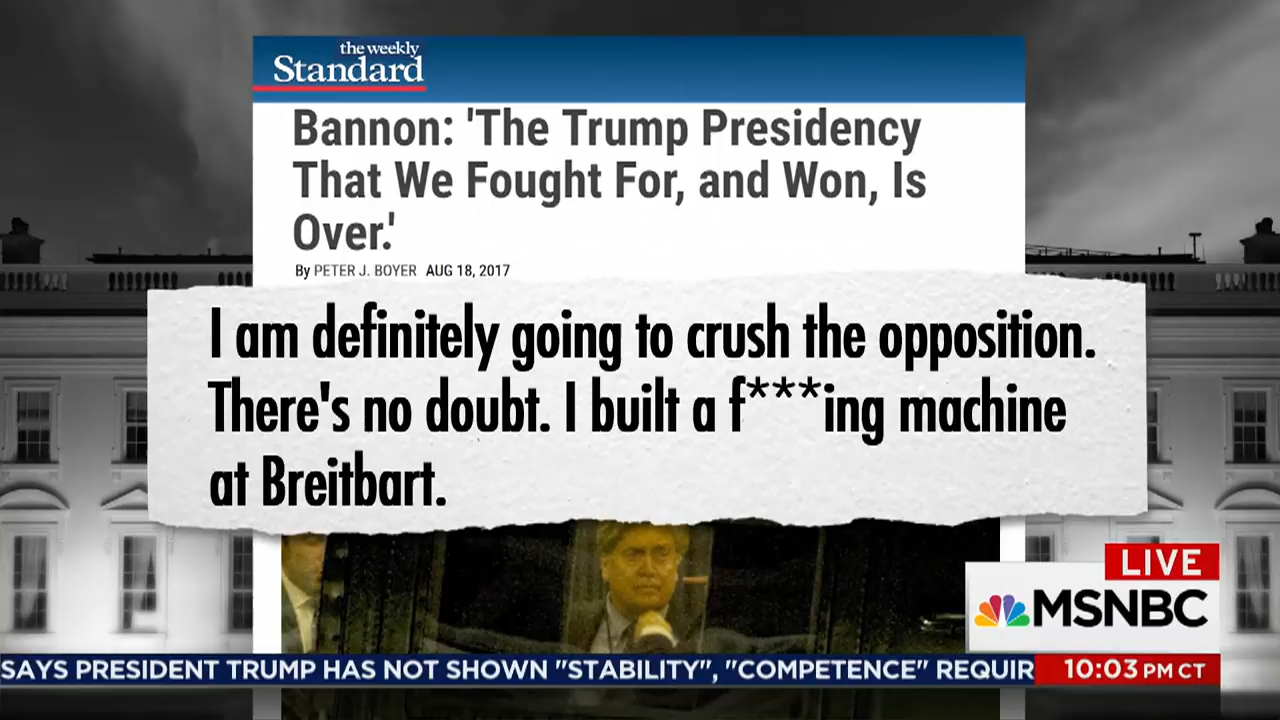 the weekly
Standard
Bannon: 'The Trump Presidency
That We Fought For, and Won, Is
Over.'
By PETER J. BOYER AUG 18, 2017
I am definitely going to crush the opposition.
There's no doubt. I built a f***ing machine
at Breitbart.
LIVE
MSNBC
SAYS PRESIDENT TRUMP HAS NOT SHOWN "STABILITY", "COMPETENCE" REQUIR
10:03 PM CT